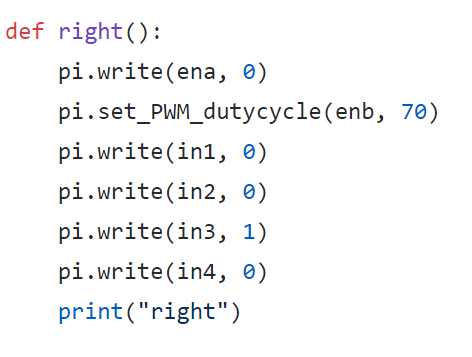 def right():
    pi.write(ena, 0)
    pi.set_PWM_dutycycle(enb, 70)
    pi.write(in1, 0)
    pi.write(in2, 0)
    pi.write(in3, 1)
    pi.write(in4, 0)
    print("right")